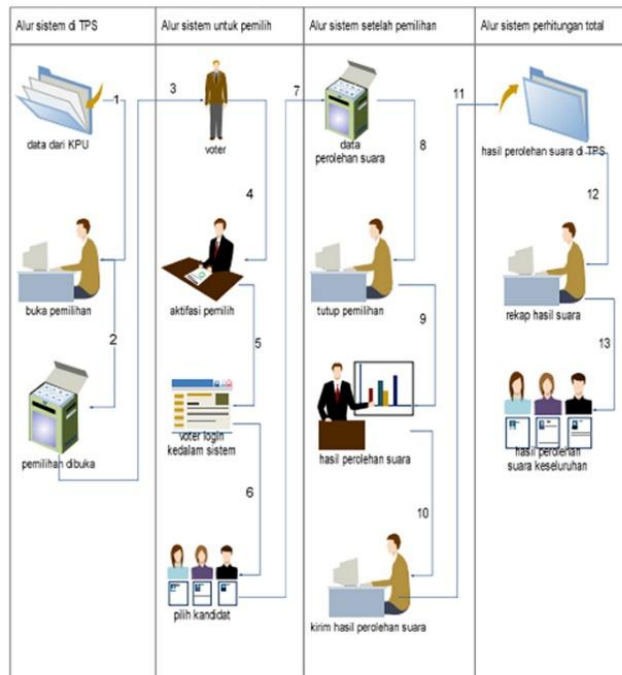 Alur sistem di TPS
Alur sistem untuk pemilih
Alur sistem setelah pemilihan
Alur sistem perhitungan total
1
data dari KPU
buka pemilihan
2
pemilihan dibuka
3
voter
4
aktifasi pemilih
5
voter login
kedalam sistem
6
pilih kandidat
7
data
perolehan suara
8
tutup pemilihan
9
hasil perolehan suara
10
kirim hasil perolehan suara
11
hasil perolehan suara di TPS
12
rekap hasil suara
13
hasil perolehan
suara keseluruhan